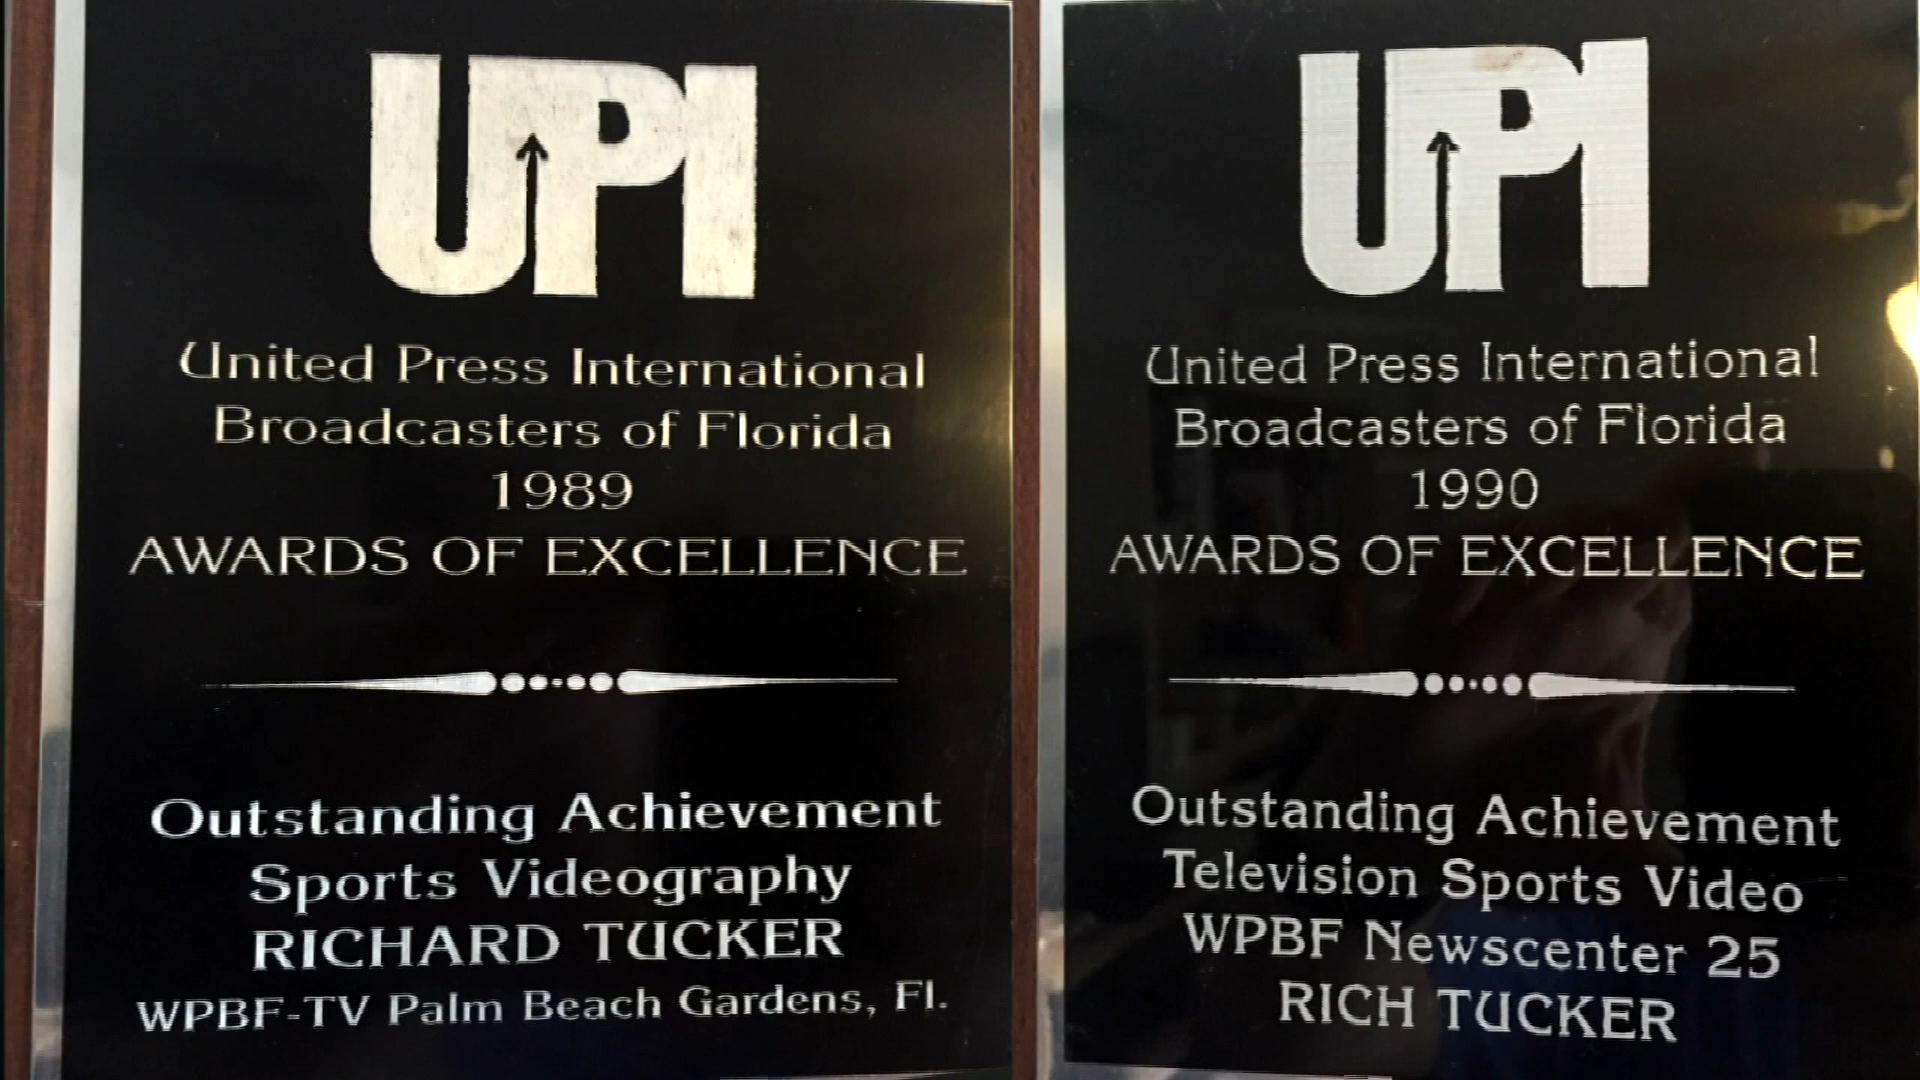 UPI
United Press International
Broadcasters of Florida
1989
AWARDS OF EXCELLENCE
Outstanding Achievement
Sports Videography
RICHARD TUCKER
WPBF-TV Palm Beach Gardens, Fl.
UPI
United Press International
Broadcasters of Florida
1990
AWARDS OF EXCELLENCE
Outstanding Achievement
Television Sports Video
WPBF Newscenter 25
RICH TUCKER